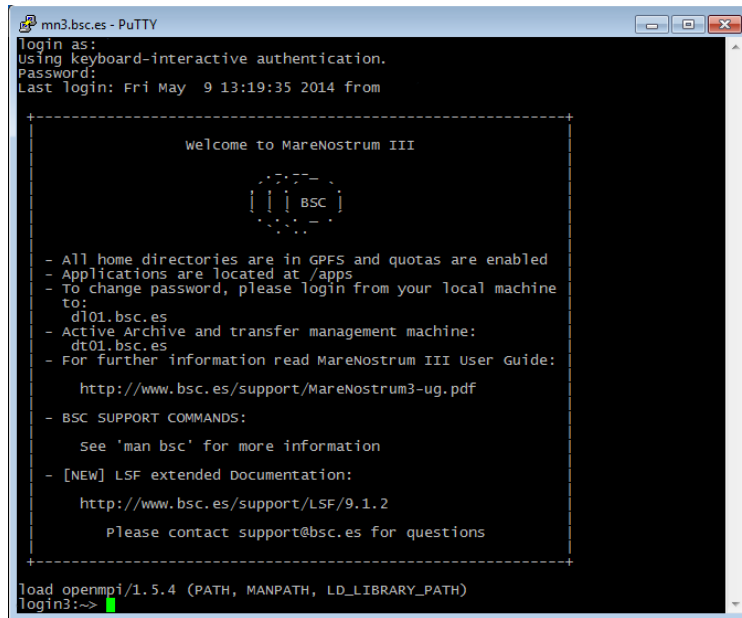 mn3.bsc.es - PuTTY
login as:
Using keyboard-interactive authentication.
Password:
Last login: Fri May  9 13:19:35 2014 from
Welcome to MareNostrum III
BSC
- All home directories are in GPFS and quotas are enabled
- Applications are located at /apps
- To change password, please login from your local machine
to:
dl01.bsc.es
- Active Archive and transfer management machine:
dt01.bsc.es
- For further information read MareNostrum III User Guide:
http://www.bsc.es/support/MareNostrum3-ug.pdf
- BSC SUPPORT COMMANDS:
See 'man bsc' for more information
- [NEW] LSF extended Documentation:
http://www.bsc.es/support/LSF/9.1.2
Please contact support@bsc.es for questions
load openmpi/1.5.4 (PATH, MANPATH, LD_LIBRARY_PATH)
login3:~>